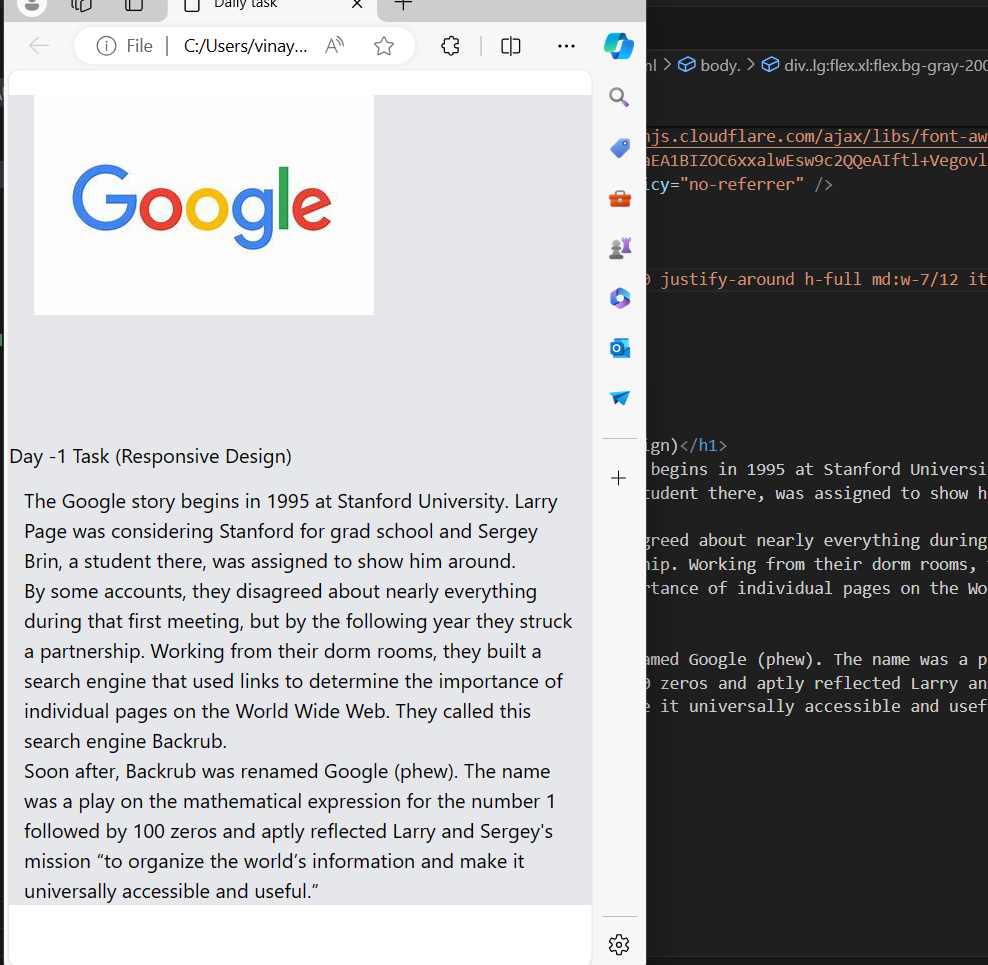 Daily task
File
C:/Users/vinay...
ml > body. > div..lg:flex.xl:flex.bg-gray-200
Google
Day -1 Task (Responsive Design)
The Google story begins in 1995 at Stanford University. Larry
Page was considering Stanford for grad school and Sergey
Brin, a student there, was assigned to show him around.
By some accounts, they disagreed about nearly everything
during that first meeting, but by the following year they struck
a partnership. Working from their dorm rooms, they built a
search engine that used links to determine the importance of
individual pages on the World Wide Web. They called this
search engine Backrub.
Soon after, Backrub was renamed Google (phew). The name
was a play on the mathematical expression for the number 1
followed by 100 zeros and aptly reflected Larry and Sergey's
mission “to organize the world’s information and make it
universally accessible and useful.”
njs.cloudflare.com/ajax/libs/font-aw
aEA1BIZOC6xxalwEsw9c2QQeAIftl+Vegovl
icy="no-referrer" />
0 justify-around h-full md:w-7/12 it
ign)</h1>
begins in 1995 at Stanford Universi
tudent there, was assigned to show h
greed about nearly everything during
hip. Working from their dorm rooms,
rtance of individual pages on the Wo
amed Google (phew). The name was a p
0 zeros and aptly reflected Larry an
e it universally accessible and usef